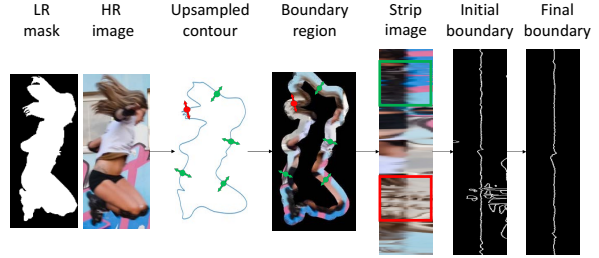 LR
mask
HR
image
Upsampled
contour
Boundary
region
Strip
image
Initial
boundary
Final
boundary